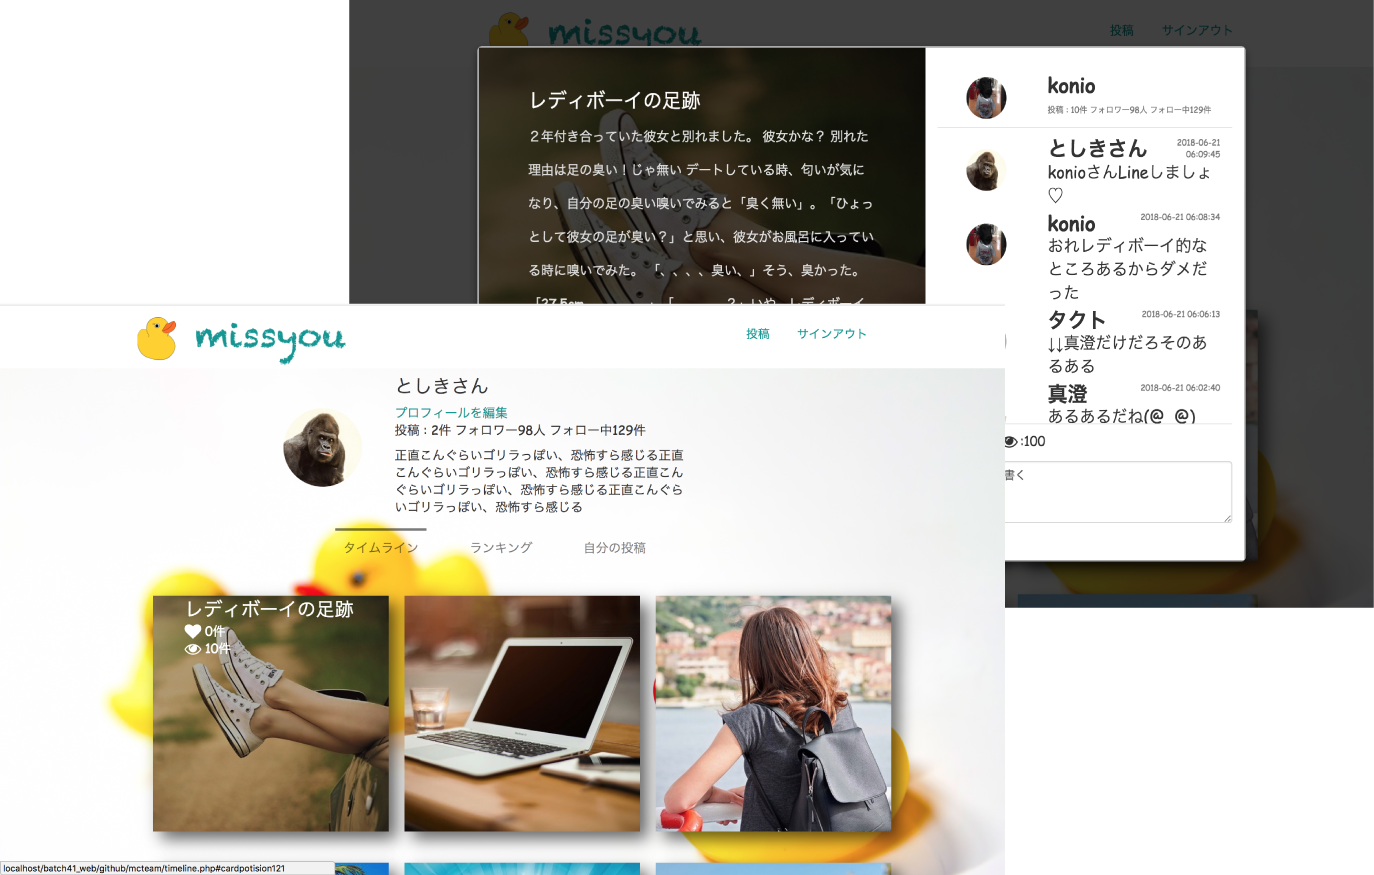 missyou
投稿 サインアウト
レディボーイの足跡
２年付き合っていた彼女と別れました。 彼女かな？ 別れた
理由は足の臭い！じゃ無い デートしている時、匂いが気に
なり、自分の足の臭い嗅いでみると「臭く無い」。「ひょっ
として彼女の足が臭い？」と思い、彼女がお風呂に入ってい
る時に嗅いでみた。 「、、、、臭い、」そう、臭かった。
konio
投稿 : 10件 フォロワー98人 フォロー中129件
としきさん
2018-06-21
06:09:45
konioさんLineしましょ
♡
konio
2018-06-21 06:08:34
おれレディボーイ的な
ところあるからダメだ
った
タクト
2018-06-21 06:06:13
↓↓真澄だけだろそのあ
るある
真澄
2018-06-21 06:02:40
あるあるだね(@_@)
:100
書く
missyou
投稿 サインアウト
としきさん
プロフィールを編集
投稿 : 2件 フォロワー98人 フォロー中129件
正直こんぐらいゴリラっぽい、恐怖すら感じる正直
こんぐらいゴリラっぽい、恐怖すら感じる正直こん
ぐらいゴリラっぽい、恐怖すら感じる正直こんぐら
いゴリラっぽい、恐怖すら感じる
タイムライン ランキング 自分の投稿
レディボーイの足跡
0件
10件
localhost/batch41_web/github/mcteam/timeline.php#cardpotision121